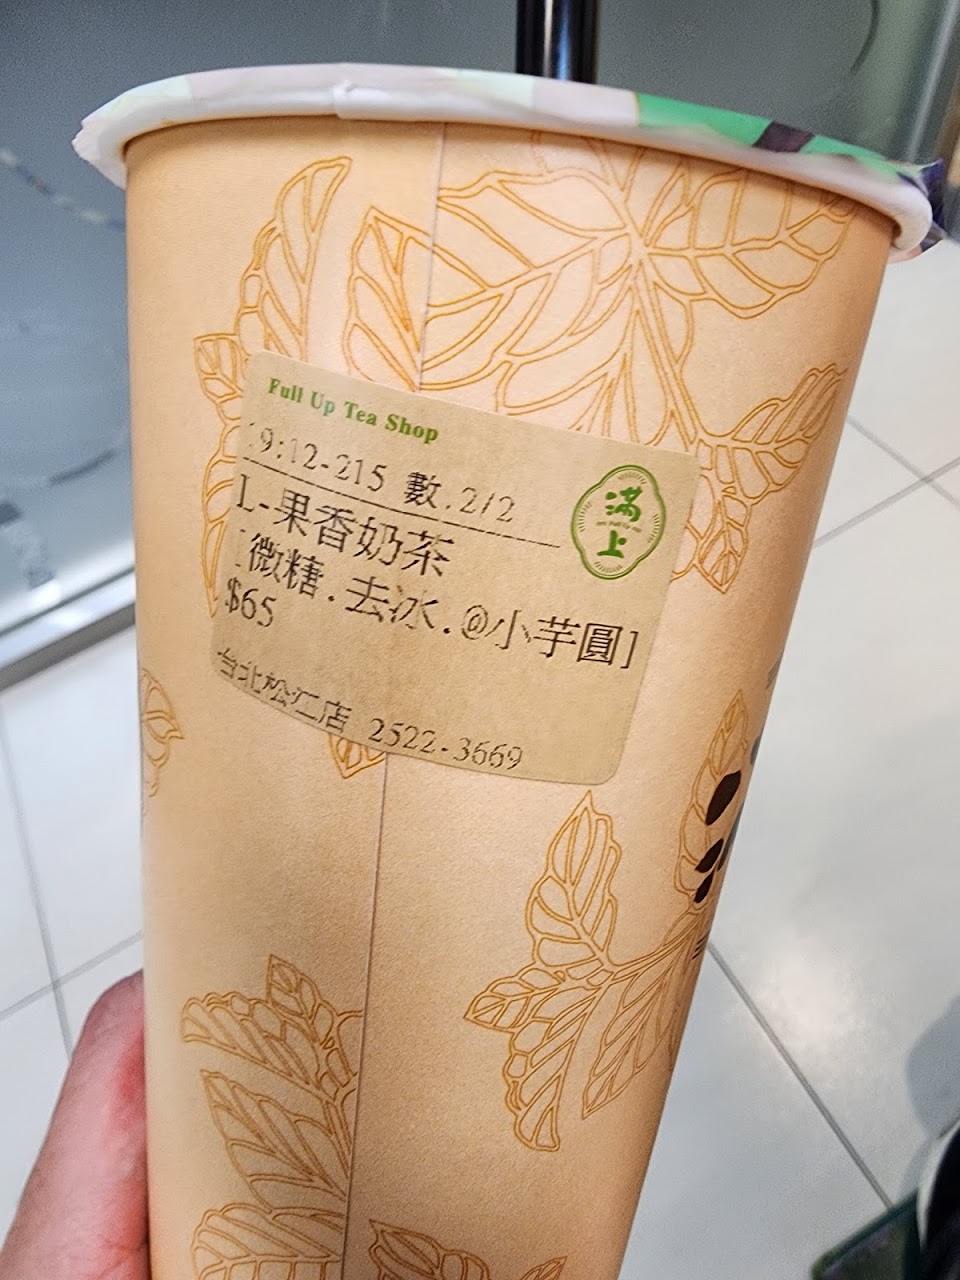 Full Up Tea Shop
19:12-215 數.2/2
L-果香奶茶
[微糖.去冰.@小芋圓]
$65
台北松江店 2522-3669
滿
上